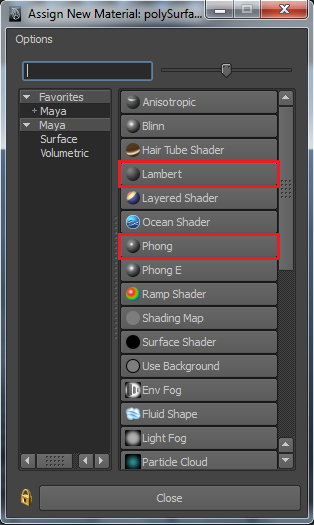 Assign New Material: polySurfa...
Options
Favorites
+ Maya
Maya
Surface
Volumetric
Anisotropic
Blinn
Hair Tube Shader
Lambert
Layered Shader
Ocean Shader
Phong
Phong E
Ramp Shader
Shading Map
Surface Shader
Use Background
Env Fog
Fluid Shape
Light Fog
Particle Cloud
Close